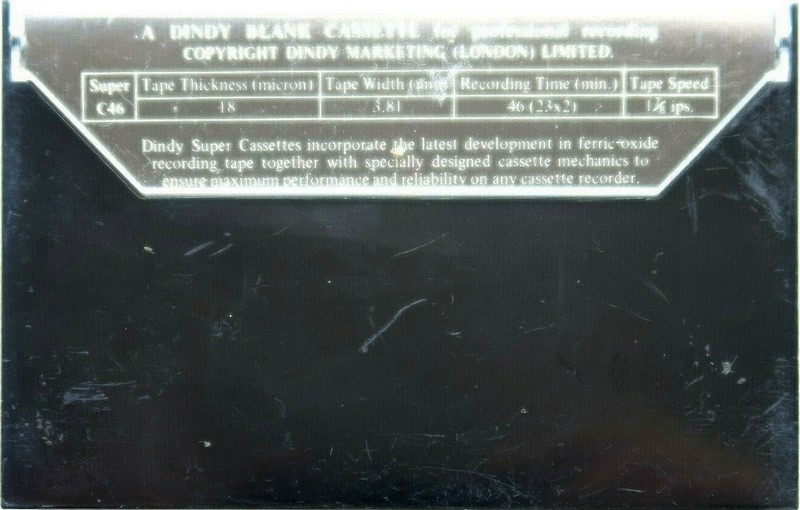 A DINDY BLANK CASSETTE for professional recording
COPYRIGHT DINDY MARKETING (LONDON) LIMITED.
Super C46
Tape Thickness (micron) Tape Width (mm) Recording Time (min.) Tape Speed
18 3.81 46 (23x2) 1⅞ ips.
Dindy Super Cassettes incorporate the latest development in ferric-oxide
recording tape together with specially designed cassette mechanics to
ensure maximum performance and reliability on any cassette recorder.